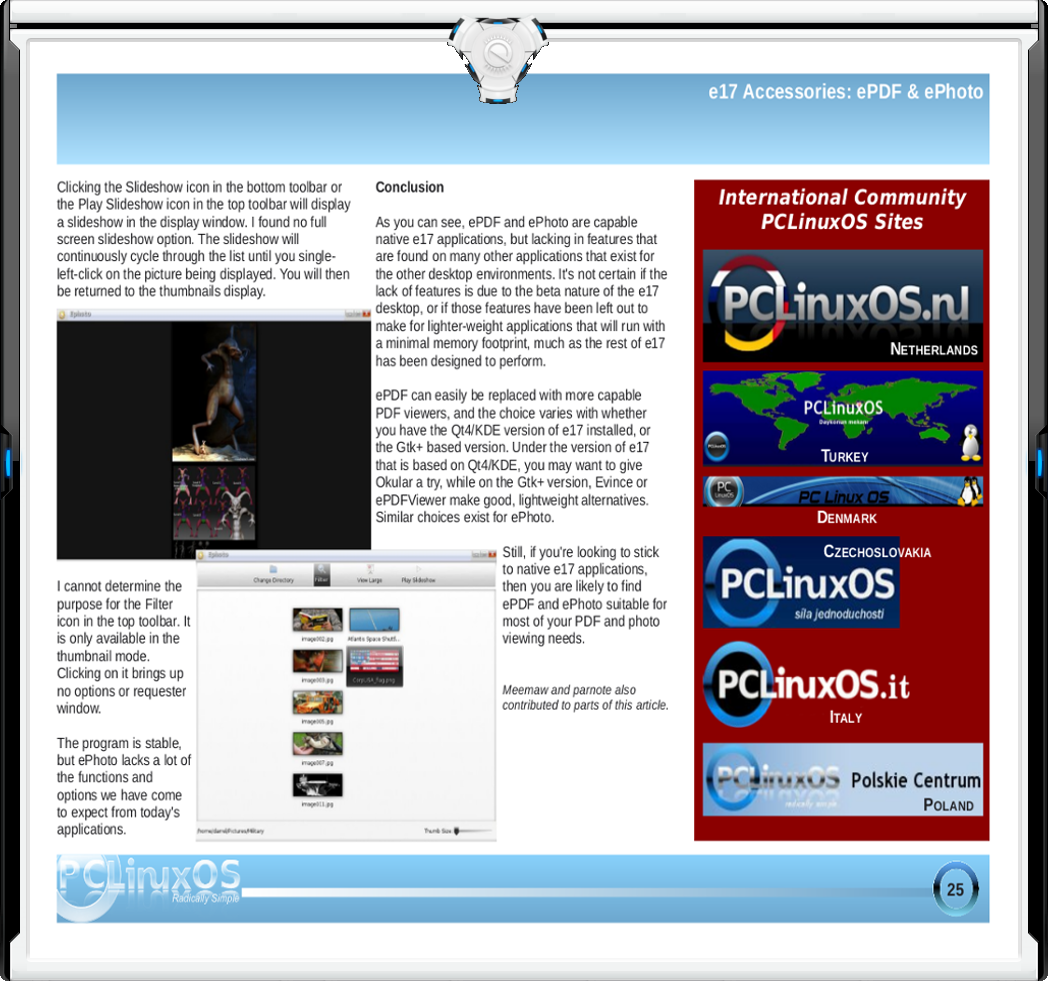 e17 Accessories: ePDF & ePhoto
Clicking the Slideshow icon in the bottom toolbar or
the Play Slideshow icon in the top toolbar will display
a slideshow in the display window. I found no full
screen slideshow option. The slideshow will
continuously cycle through the list until you single-
left-click on the picture being displayed. You will then
be returned to the thumbnails display.
Ephoto
I cannot determine the
purpose for the Filter
icon in the top toolbar. It
is only available in the
thumbnail mode.
Clicking on it brings up
no options or requester
window.
The program is stable,
but ePhoto lacks a lot of
the functions and
options we have come
to expect from today's
applications.
Ephoto
Change Directory
Filter
View Large
Play Slideshow
image002.jpg
Atlantis Space Shuttl...
image003.jpg
image005.jpg
image007.jpg
image011.jpg
Thumb Size:
Conclusion
As you can see, ePDF and ePhoto are capable
native e17 applications, but lacking in features that
are found on many other applications that exist for
the other desktop environments. It's not certain if the
lack of features is due to the beta nature of the e17
desktop, or if those features have been left out to
make for lighter-weight applications that will run with
a minimal memory footprint, much as the rest of e17
has been designed to perform.
ePDF can easily be replaced with more capable
PDF viewers, and the choice varies with whether
you have the Qt4/KDE version of e17 installed, or
the Gtk+ based version. Under the version of e17
that is based on Qt4/KDE, you may want to give
Okular a try, while on the Gtk+ version, Evince or
ePDFViewer make good, lightweight alternatives.
Similar choices exist for ePhoto.
Still, if you're looking to stick
to native e17 applications,
then you are likely to find
ePDF and ePhoto suitable for
most of your PDF and photo
viewing needs.
Meemaw and parnote also
contributed to parts of this article.
International Community
PCLinuxOS Sites
PCLinuxOS.nl
NETHERLANDS
PCLinuxOS
TURKEY
PC
LinuxOS
PC Linux OS
DENMARK
CZECHOSLOVAKIA
PCLinuxOS
síla jednoduchosti
PCLinuxOS.it
ITALY
PCLinuxOS
radically simple
Polskie Centrum
POLAND
PCLinuxOS
Radically Simple
25